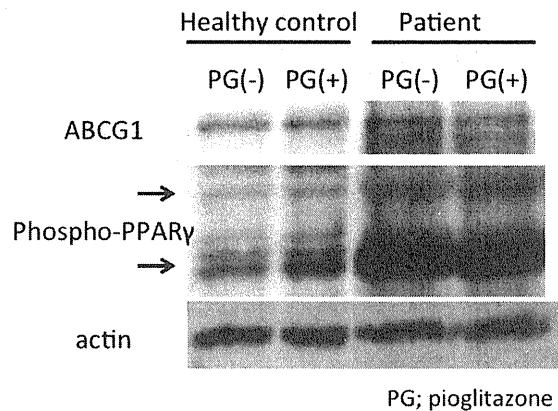 Healthy control Patient
PG(-) PG(+) PG(-) PG(+)
ABCG1
Phospho-PPARγ
actin
PG; pioglitazone